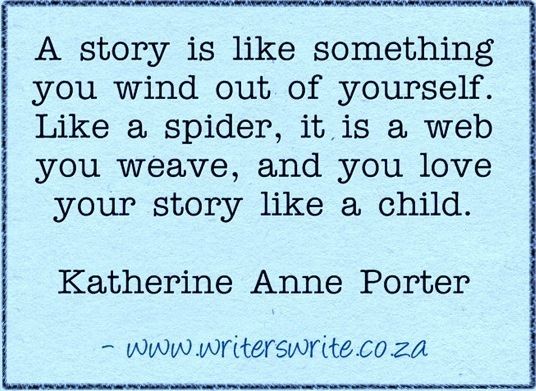 A story is like something
you wind out of yourself.
Like a spider, it is a web
you weave, and you love
your story like a child.
Katherine Anne Porter
- www.writerswrite.co.za